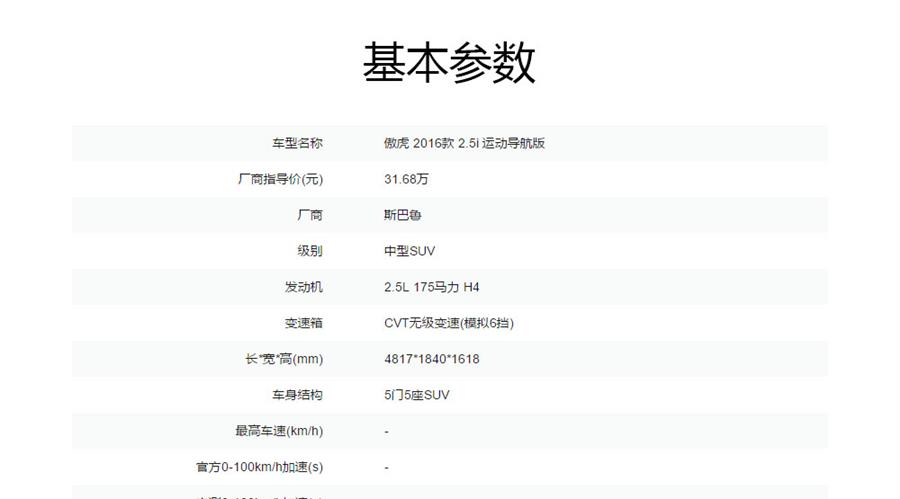 基本参数
车型名称 傲虎 2016款 2.5i 运动导航版
厂商指导价(元) 31.68万
厂商 斯巴鲁
级别 中型SUV
发动机 2.5L 175马力 H4
变速箱 CVT无级变速(模拟6挡)
长*宽*高(mm) 4817*1840*1618
车身结构 5门5座SUV
最高车速(km/h) -
官方0-100km/h加速(s) -